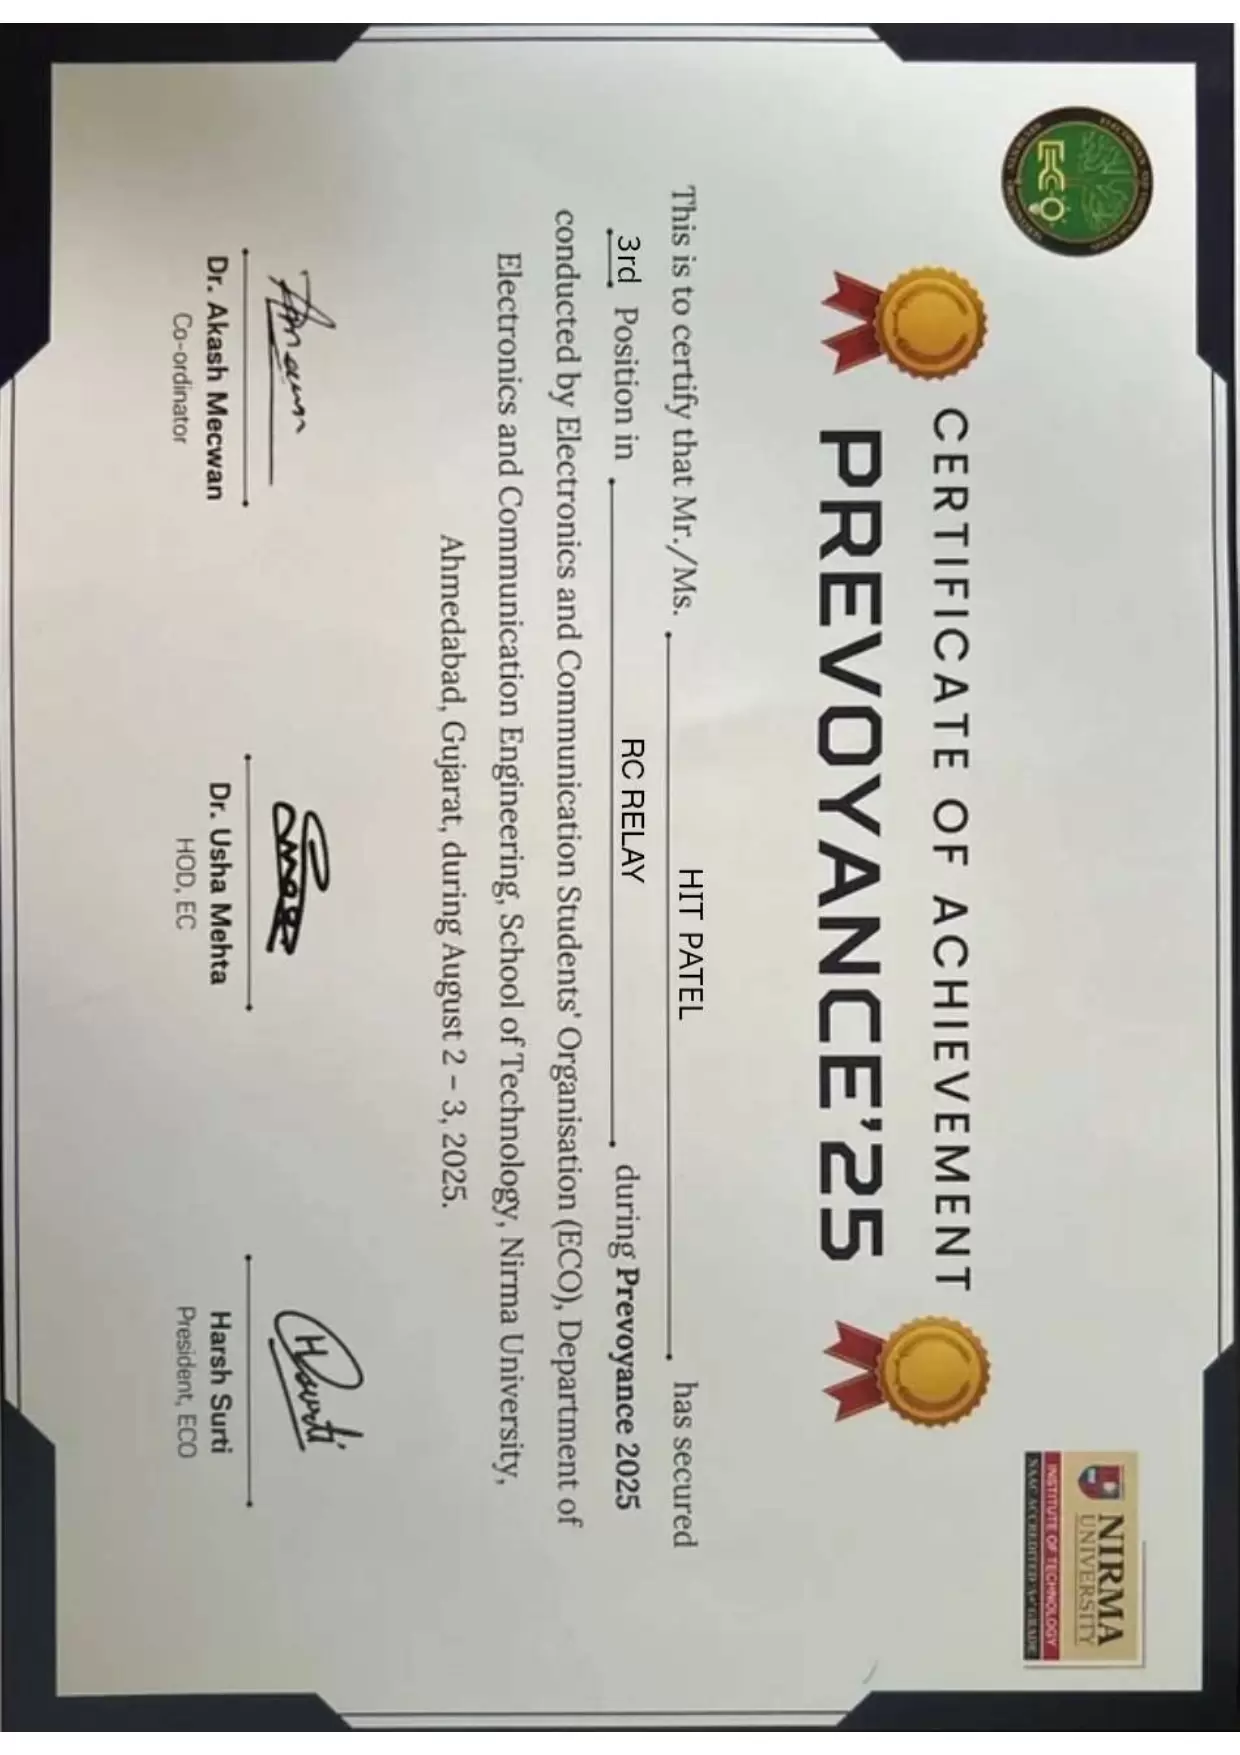 CERTIFICATE OF ACHIEVEMENT
PREVOYANCE'25
ECO
NIRMA
UNIVERSITY
INSTITUTE OF TECHNOLOGY
This is to certify that Mr./Ms. HIT PATEL has secured
3rd Position in RC RELAY during Prevoyance 2025
conducted by Electronics and Communication Students' Organisation (ECO), Department of
Electronics and Communication Engineering, School of Technology, Nirma University,
Ahmedabad, Gujarat, during August 2 – 3, 2025.
Dr. Akash Mecwan
Co-ordinator
Dr. Usha Mehta
HOD, EC
Harsh Surti
President, ECO